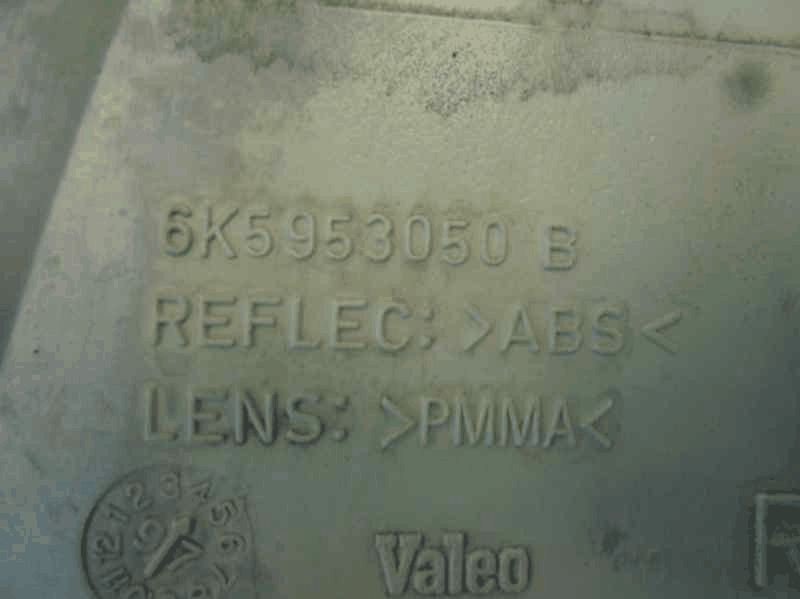 6K5953050 B
REFLEC: >ABS<
LENS: >PMMA<
Valeo
R